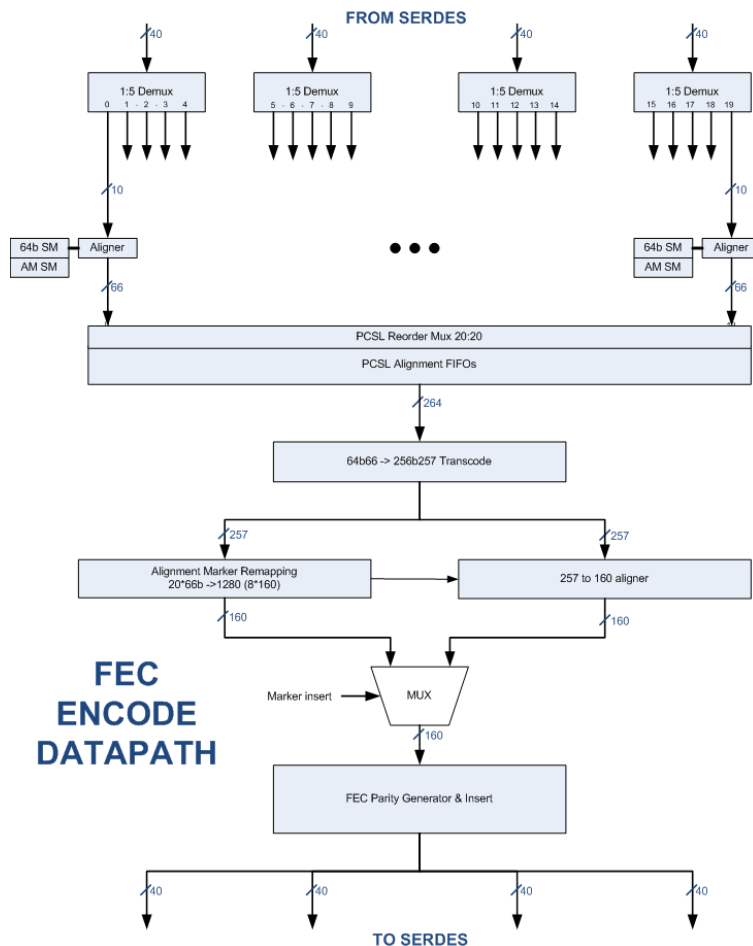 FROM SERDES
40 40 40 40
1:5 Demux 1:5 Demux 1:5 Demux 1:5 Demux
0 1 - 2 - 3 4 5 - 6 - 7 - 8 9 10 11 12 13 14 15 16 17 18 19
10 10
64b SM Aligner 64b SM Aligner
AM SM AM SM
66 66
PCSL Reorder Mux 20:20
PCSL Alignment FIFOs
264
64b66 -> 256b257 Transcode
257 257
Alignment Marker Remapping
20*66b ->1280 (8*160)
257 to 160 aligner
160 160
FEC
ENCODE
DATAPATH
Marker insert
MUX
160
FEC Parity Generator & Insert
40 40 40 40
TO SERDES